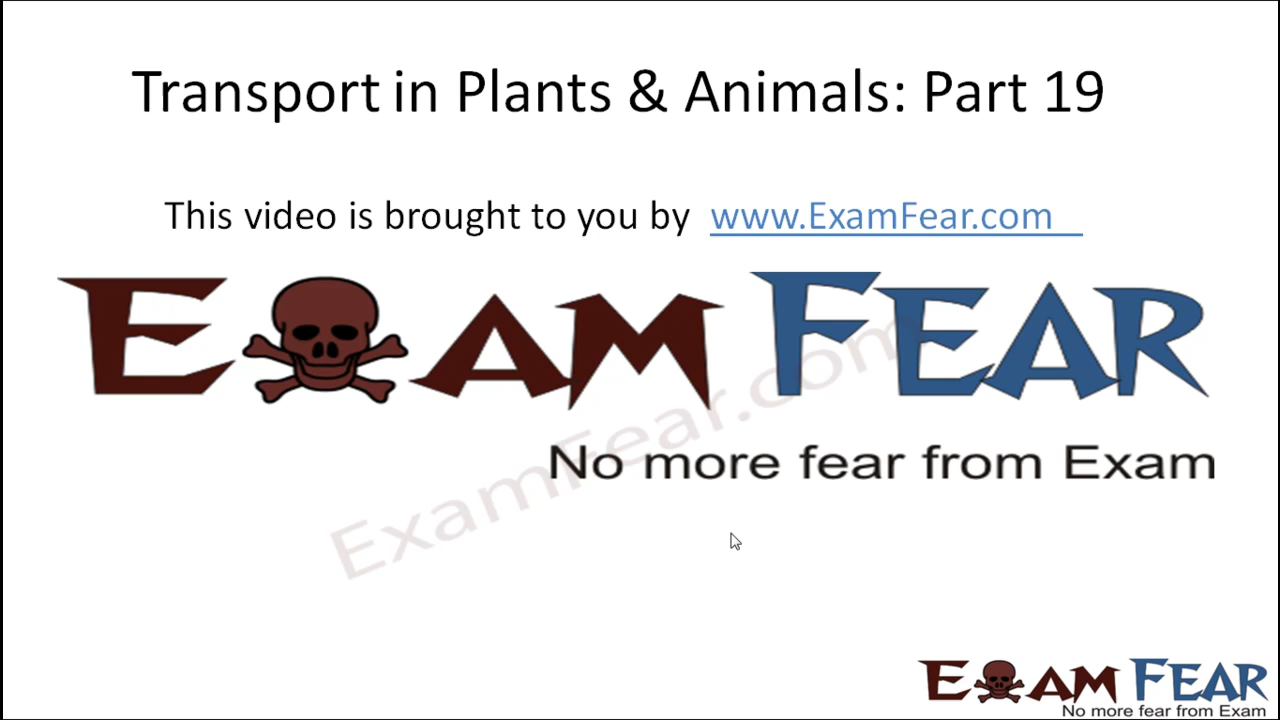 Transport in Plants & Animals: Part 19
This video is brought to you by www.ExamFear.com
EXAM FEAR
ExamFear.com
No more fear from Exam
EXAM FEAR
No more fear from Exam